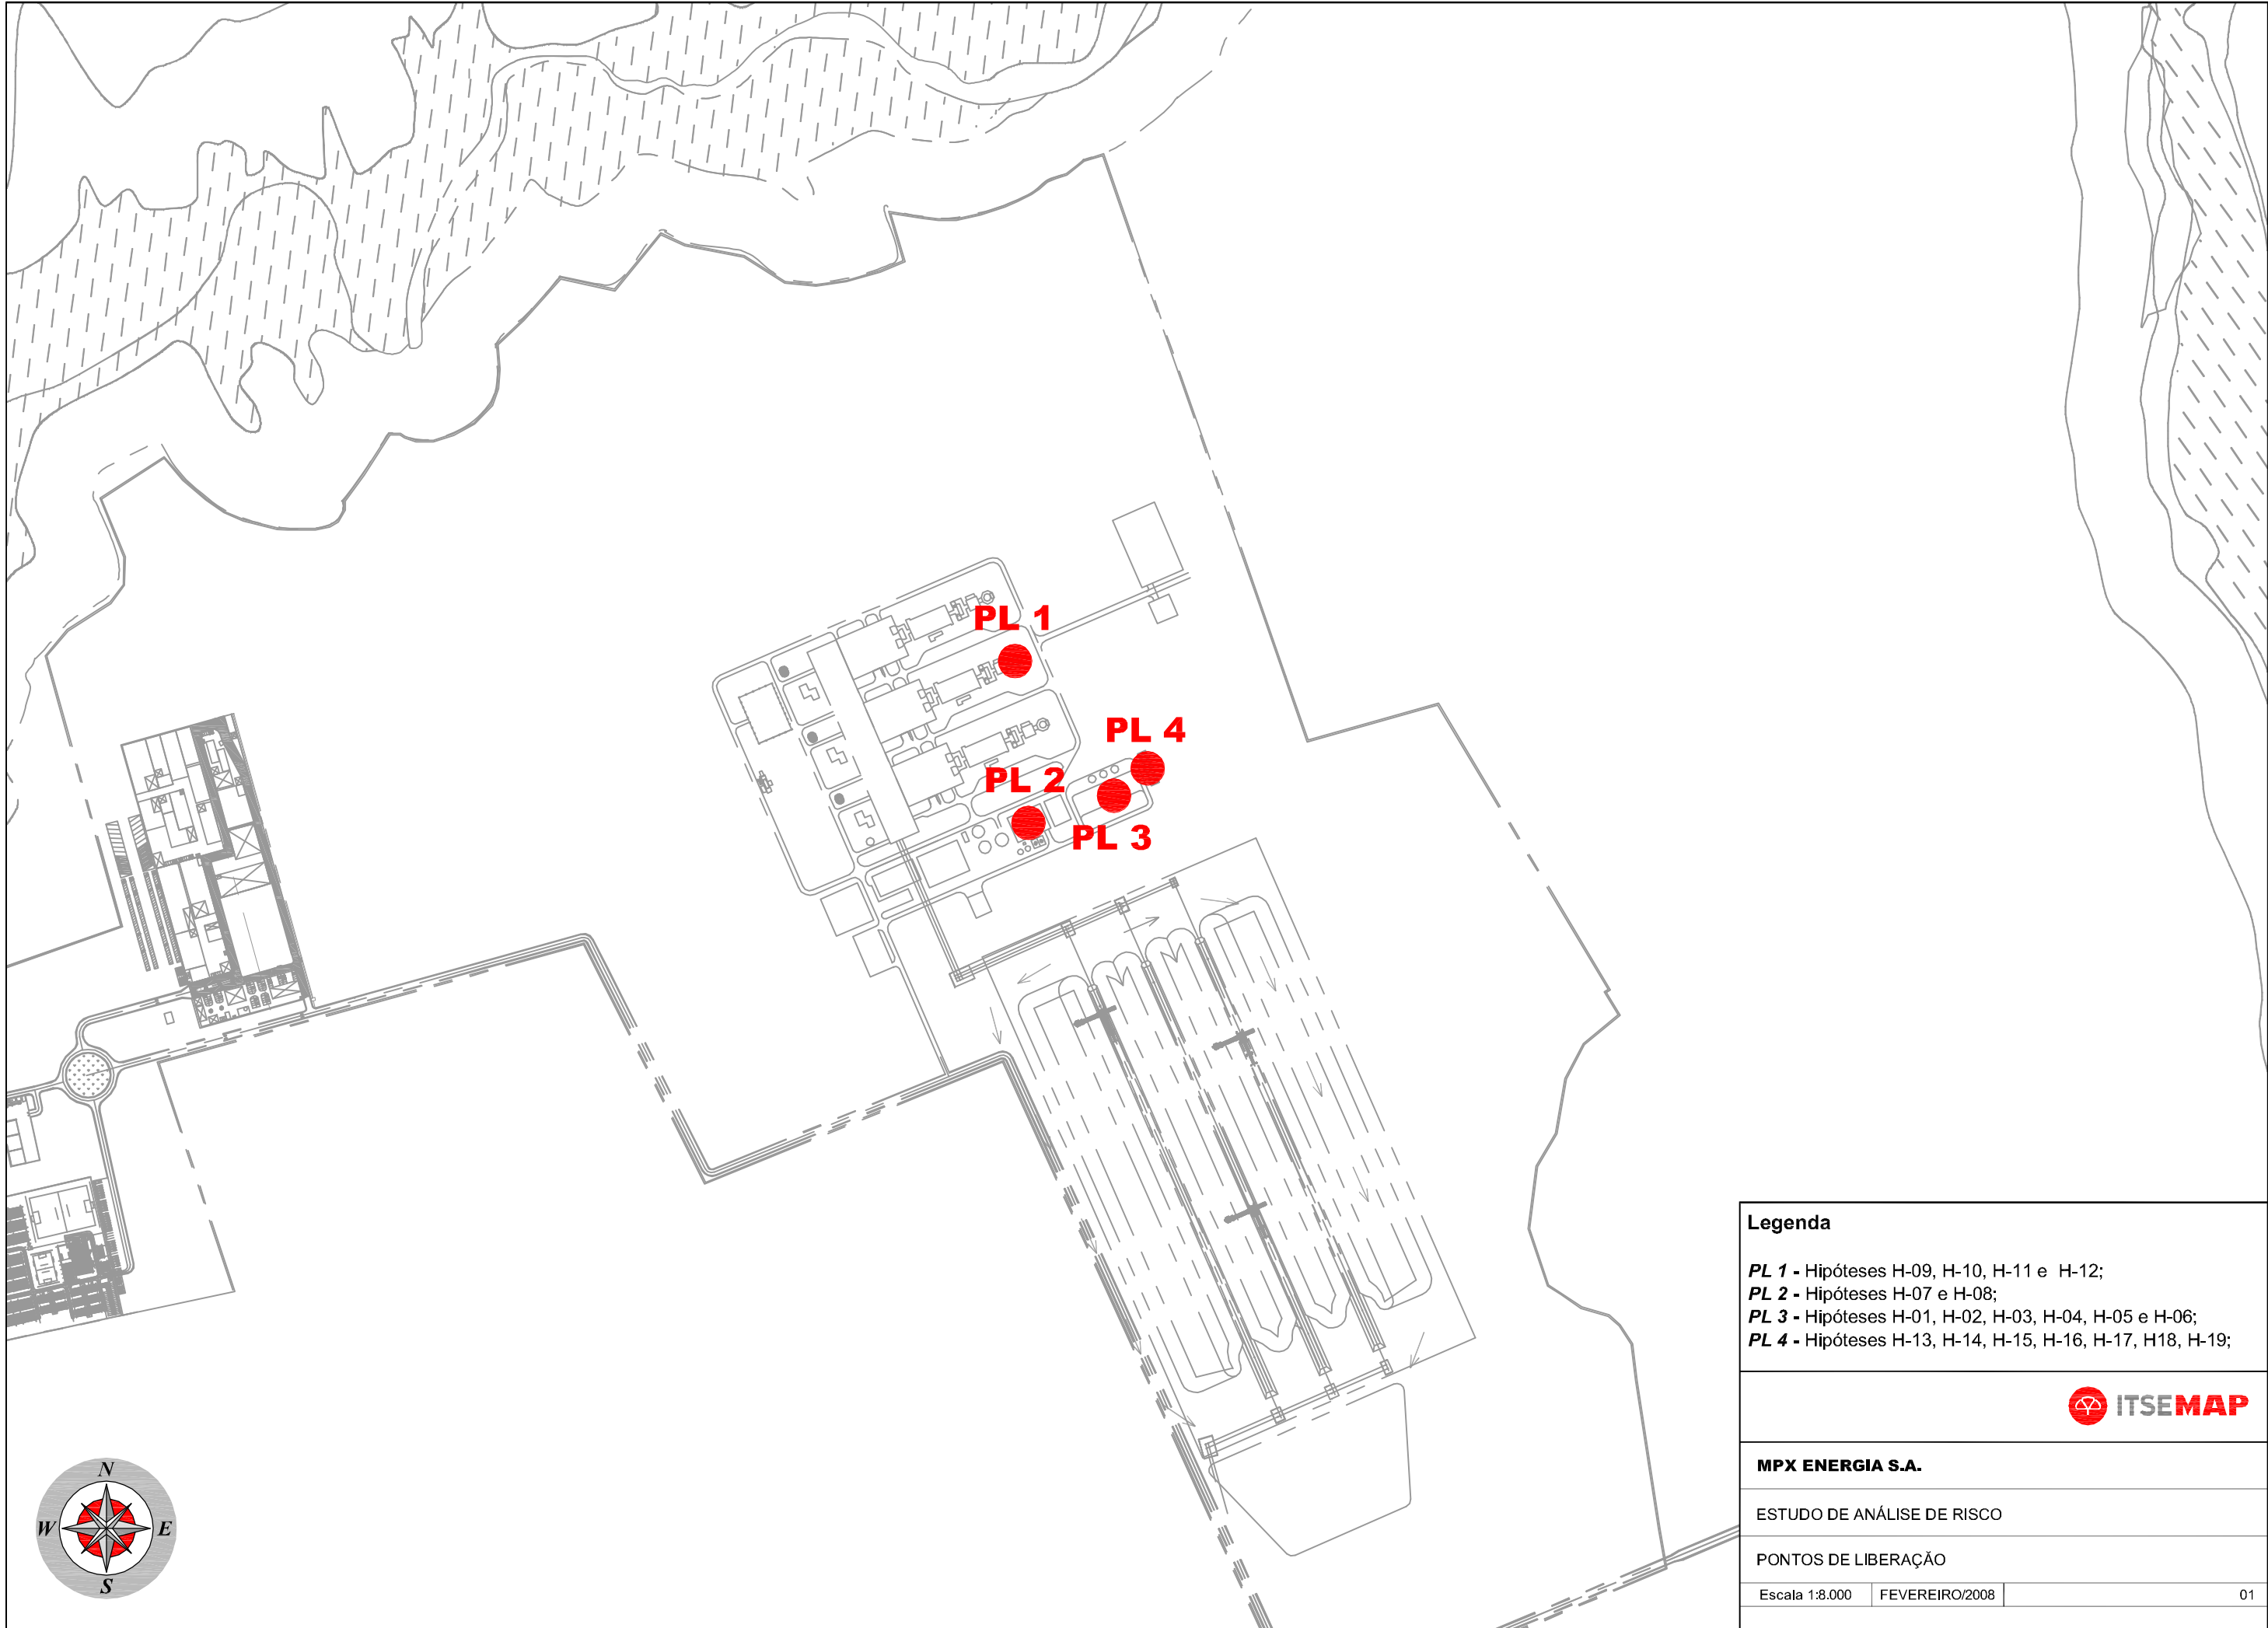 PL 1
PL 4
PL 2
PL 3
Legenda
PL 1 - Hipóteses H-09, H-10, H-11 e H-12;
PL 2 - Hipóteses H-07 e H-08;
PL 3 - Hipóteses H-01, H-02, H-03, H-04, H-05 e H-06;
PL 4 - Hipóteses H-13, H-14, H-15, H-16, H-17, H18, H-19;
ITSEMAP
MPX ENERGIA S.A.
ESTUDO DE ANÁLISE DE RISCO
PONTOS DE LIBERAÇÃO
Escala 1:8.000 FEVEREIRO/2008 01
N
W E
S